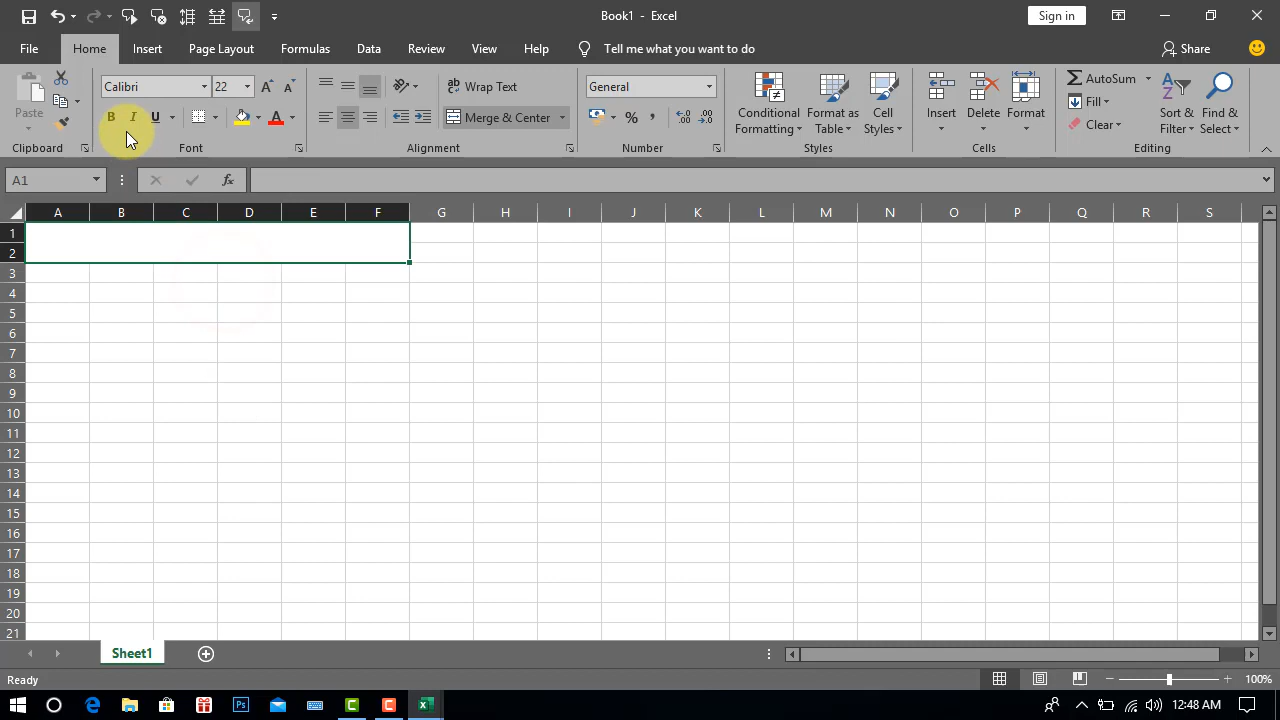 Book1 - Excel
Sign in
File Home Insert Page Layout Formulas Data Review View Help Tell me what you want to do Share
Paste
Clipboard
Calibri 22
B I U
Font
Wrap Text
Merge & Center
Alignment
General
Number
Conditional Formatting
Format as Table
Cell Styles
Styles
Insert Delete Format
Cells
AutoSum
Fill
Clear
Sort & Filter
Find & Select
Editing
A1 fx
A B C D E F G H I J K L M N O P Q R S
1
2
3
4
5
6
7
8
9
10
11
12
13
14
15
16
17
18
19
20
21
Sheet1
Ready 100%
12:48 AM